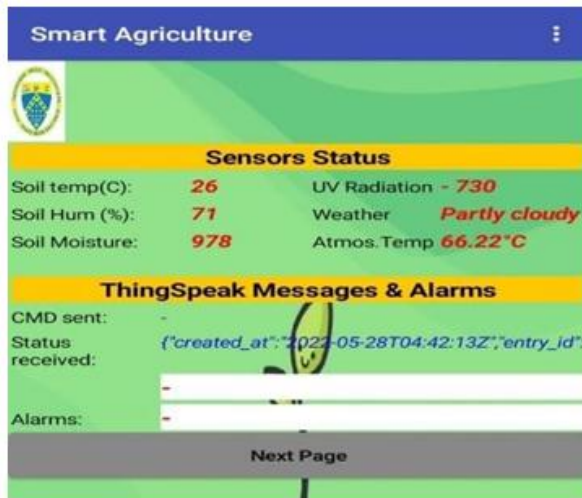 Smart Agriculture
Sensors Status
Soil temp(C): 26 UV Radiation - 730
Soil Hum (%): 71 Weather Partly cloudy
Soil Moisture: 978 Atmos.Temp 66.22°C
ThingSpeak Messages & Alarms
CMD sent: -
Status received: {"created_at":"2022-05-28T04:42:13Z","entry_id"
-
Alarms: -
Next Page